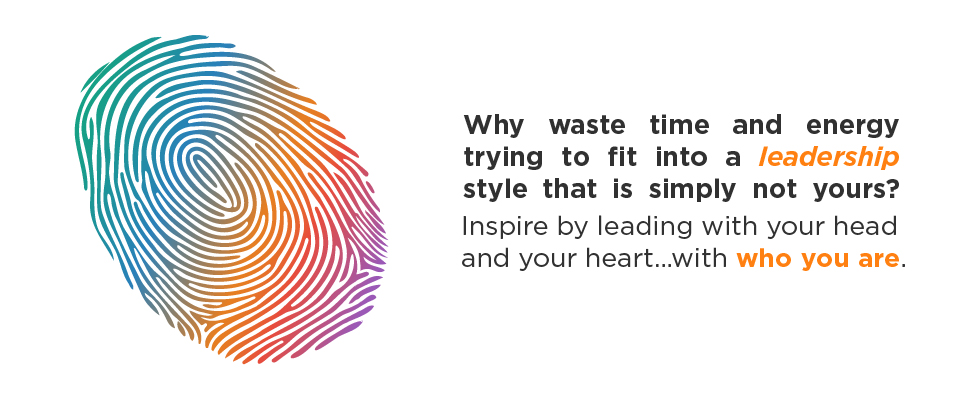 Why waste time and energy
trying to fit into a leadership
style that is simply not yours?
Inspire by leading with your head
and your heart...with who you are.